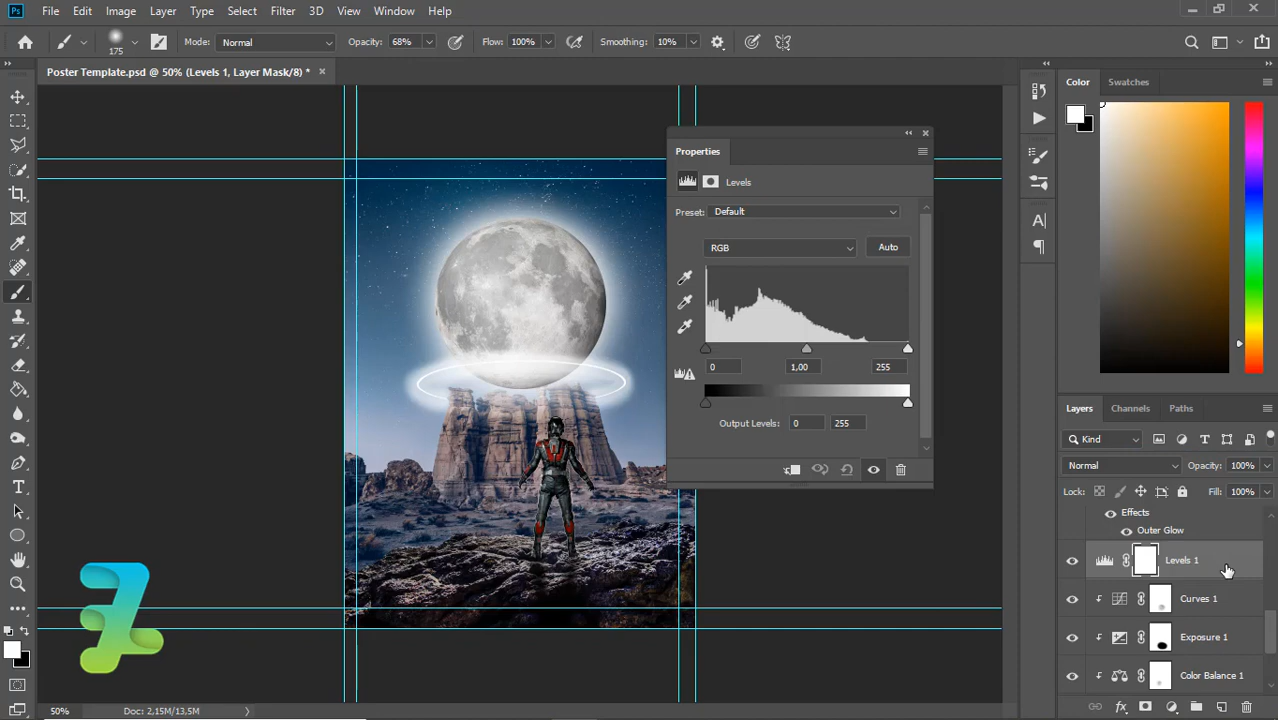 Ps File Edit Image Layer Type Select Filter 3D View Window Help
175 Mode: Normal Opacity: 68% Flow: 100% Smoothing: 10%
Poster Template.psd @ 50% (Levels 1, Layer Mask/8) * ×
Color Swatches
Properties
Levels
Preset: Default
RGB Auto
0 1,00 255
Output Levels: 0 255
A
Layers Channels Paths
Kind
Normal Opacity: 100%
Lock: Fill: 100%
Effects
Outer Glow
Levels 1
Curves 1
Exposure 1
Color Balance 1
fx
T
7
50% Doc: 2,15M/13,5M